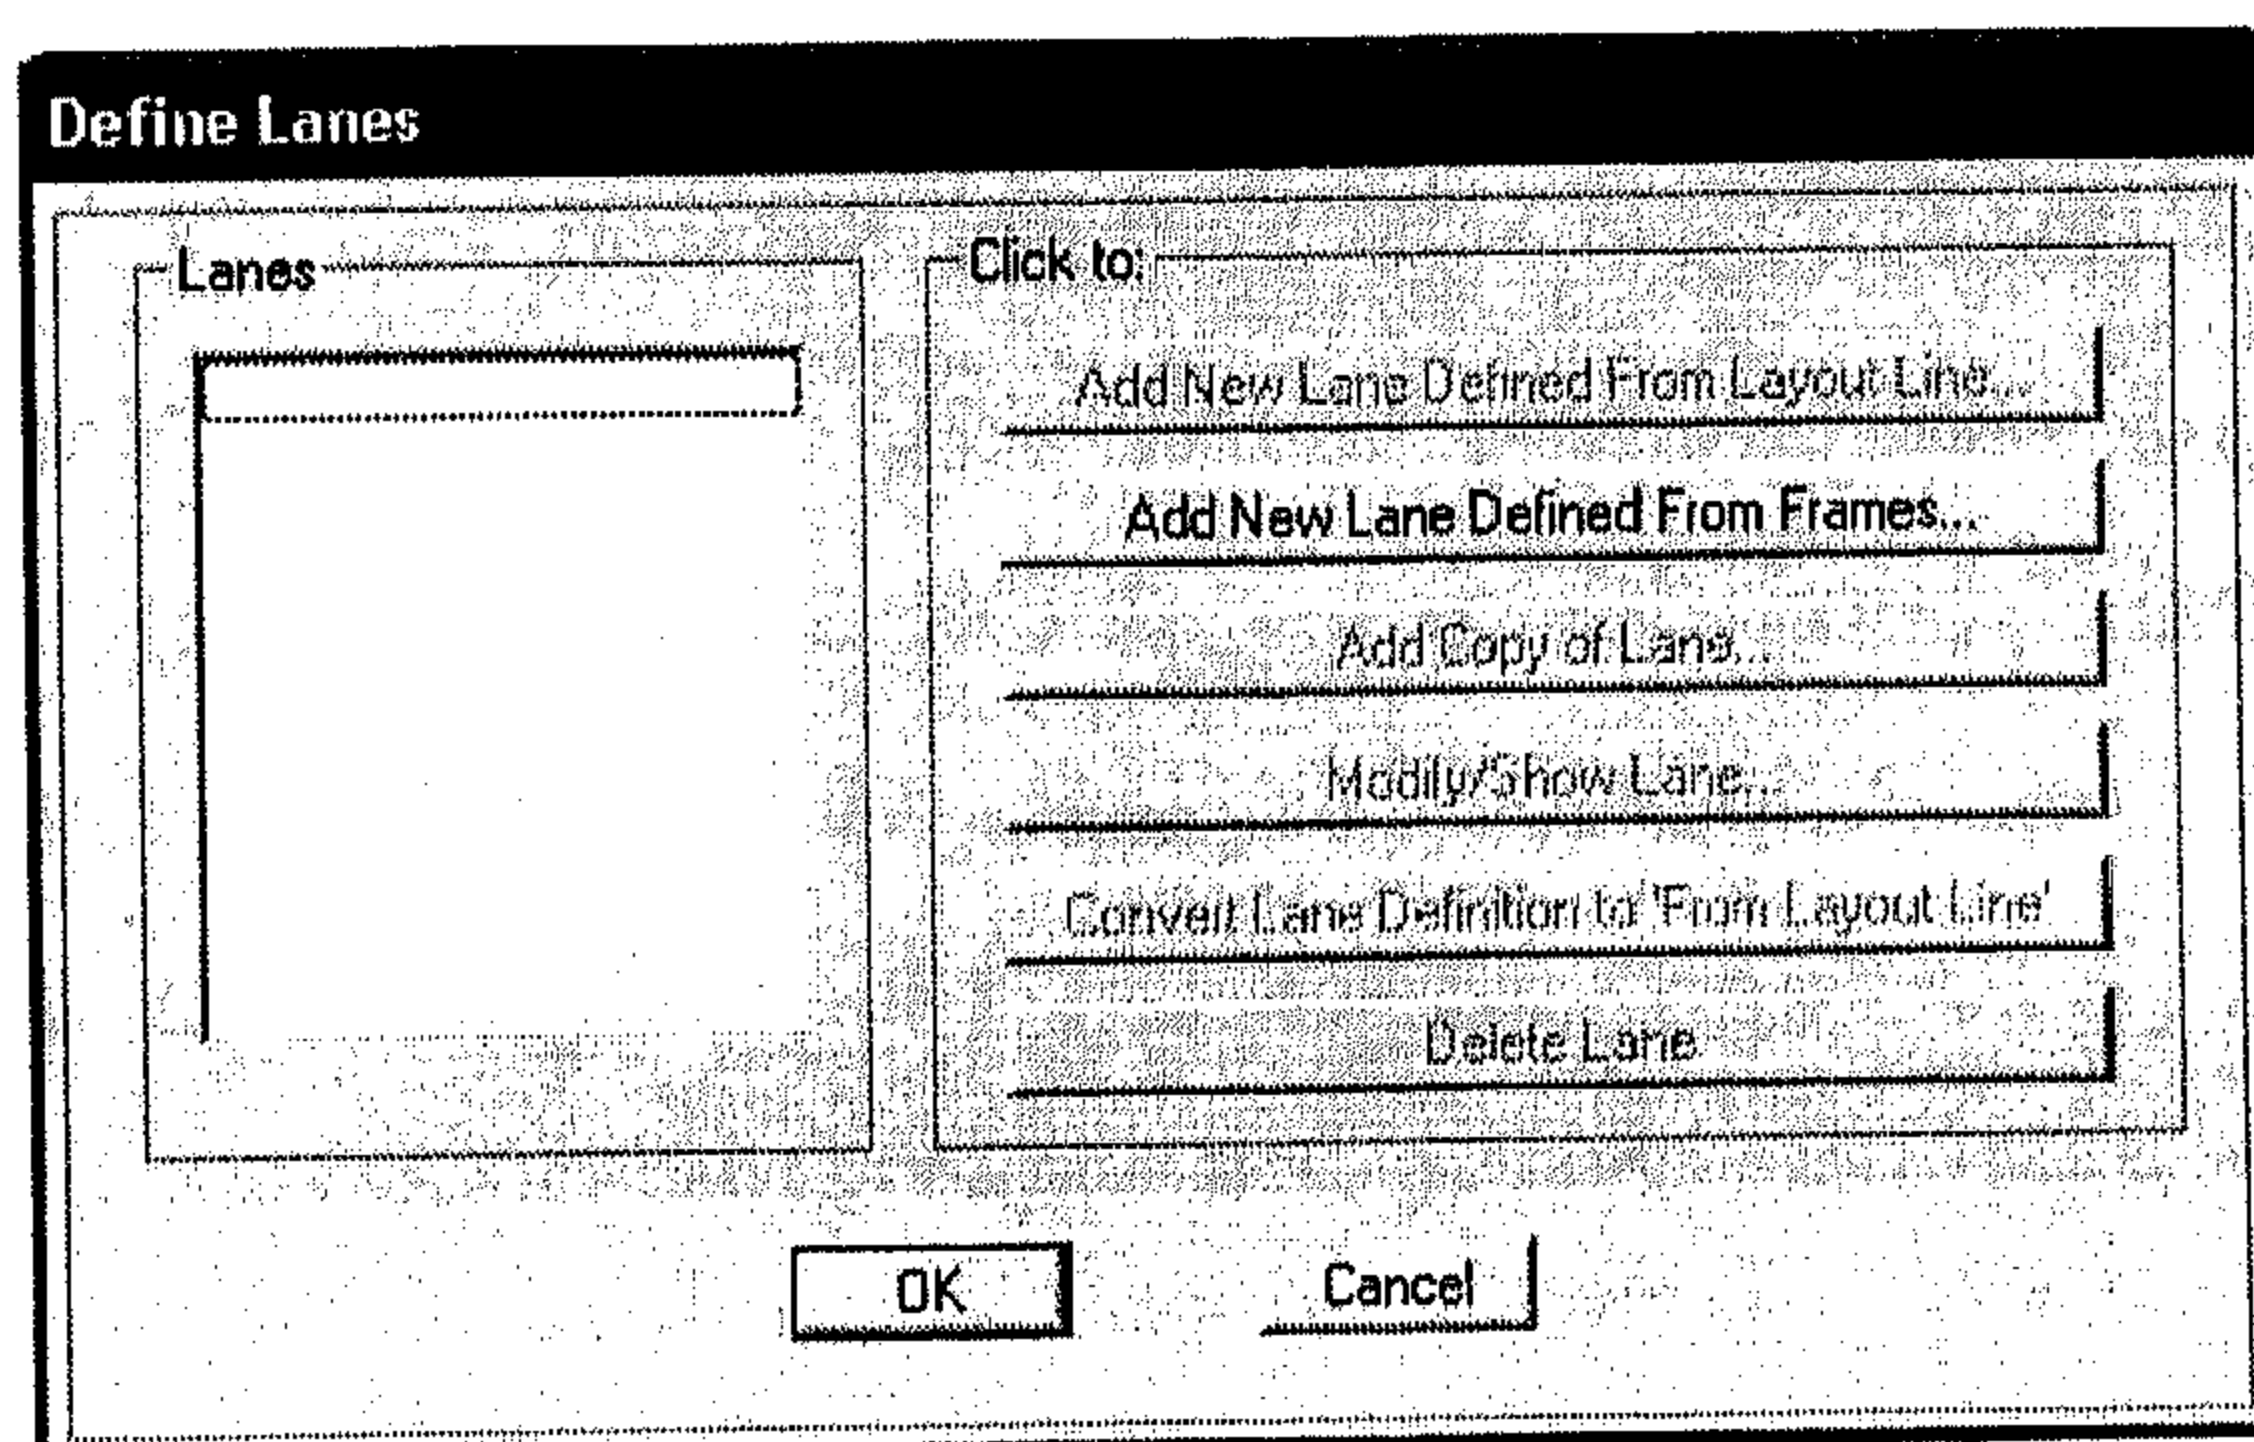 Define Lanes
Lanes
Click to:
Add New Lane Defined From Layout Line...
Add New Lane Defined From Frames...
Add Copy of Lane...
Modify/Show Lane...
Convert Lane Definition to 'From Layout Line'
Delete Lane
OK
Cancel